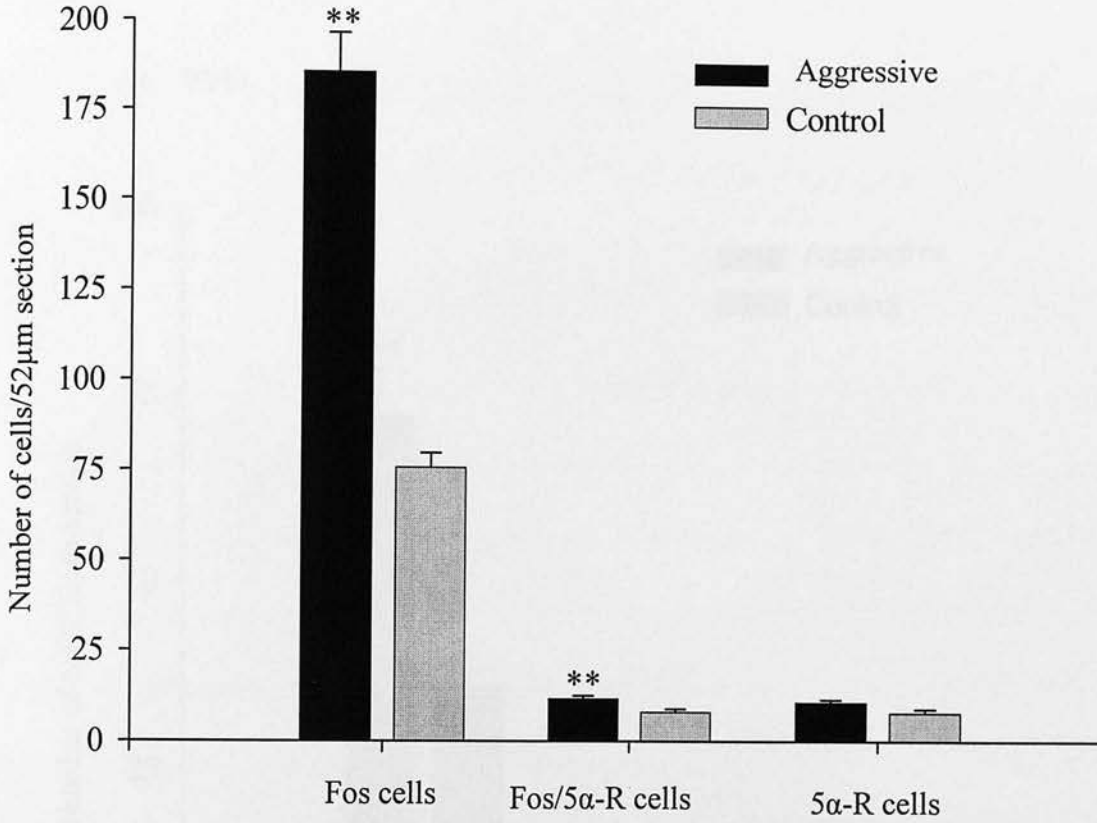 Number of cells/52µm section
200
175
150
125
100
75
50
25
0
**
**
Aggressive
Control
Fos cells
Fos/5α-R cells
5α-R cells